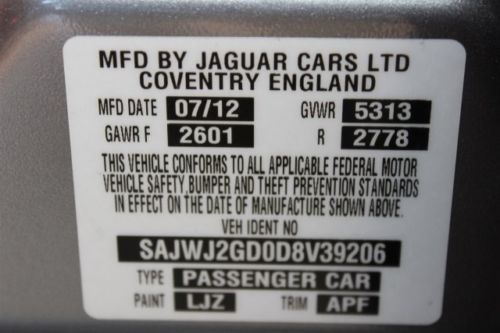 MFD BY JAGUAR CARS LTD
COVENTRY ENGLAND
MFD DATE 07/12 GVWR 5313
GAWR F 2601 R 2778
THIS VEHICLE CONFORMS TO ALL APPLICABLE FEDERAL MOTOR
VEHICLE SAFETY, BUMPER AND THEFT PREVENTION STANDARDS
IN EFFECT ON THE DATE OF MANUFACTURE SHOWN ABOVE.
VEH IDENT NO
SAJWJ2GD0D8V39206
TYPE PASSENGER CAR
PAINT LJZ TRIM APF